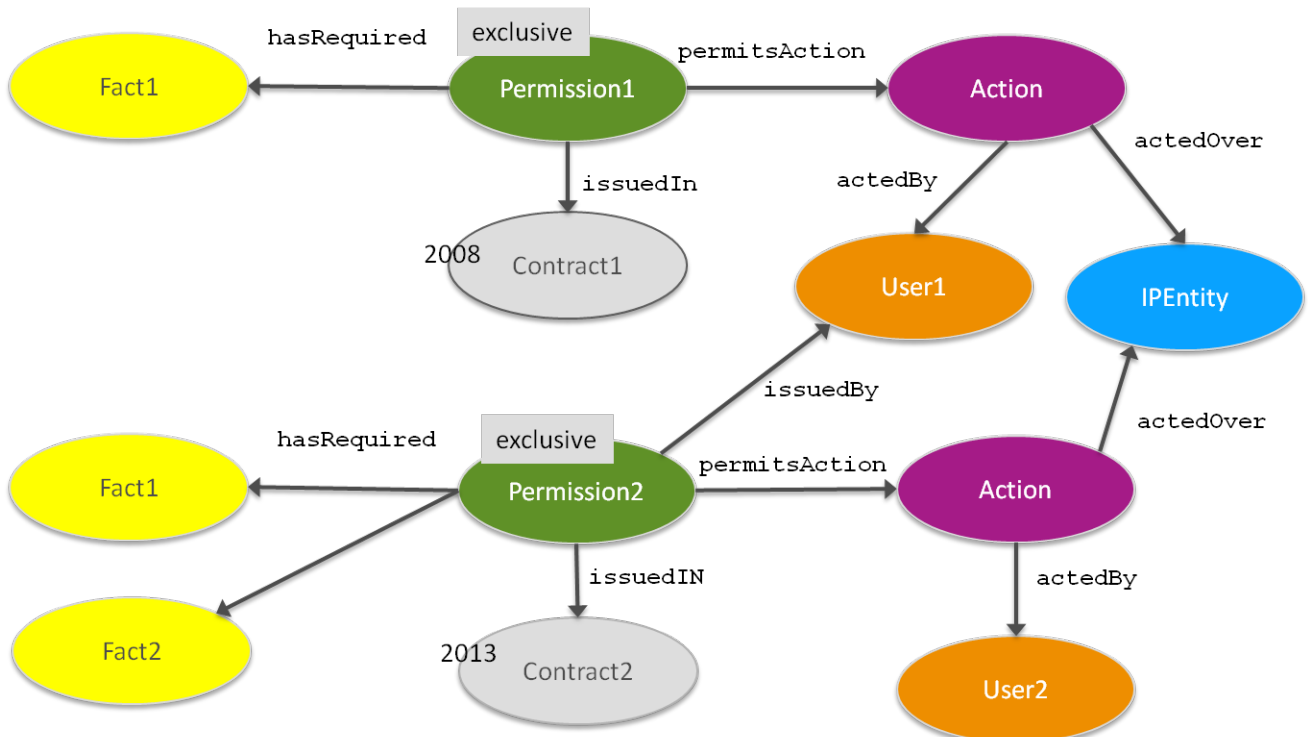 hasRequired
exclusive
permitsAction
Fact1
Permission1
Action
actedOver
actedBy
issuedIn
2008
Contract1
User1
IPEntity
issuedBy
hasRequired
exclusive
actedOver
permitsAction
Fact1
Permission2
Action
issuedIN
actedBy
Fact2
2013
Contract2
User2